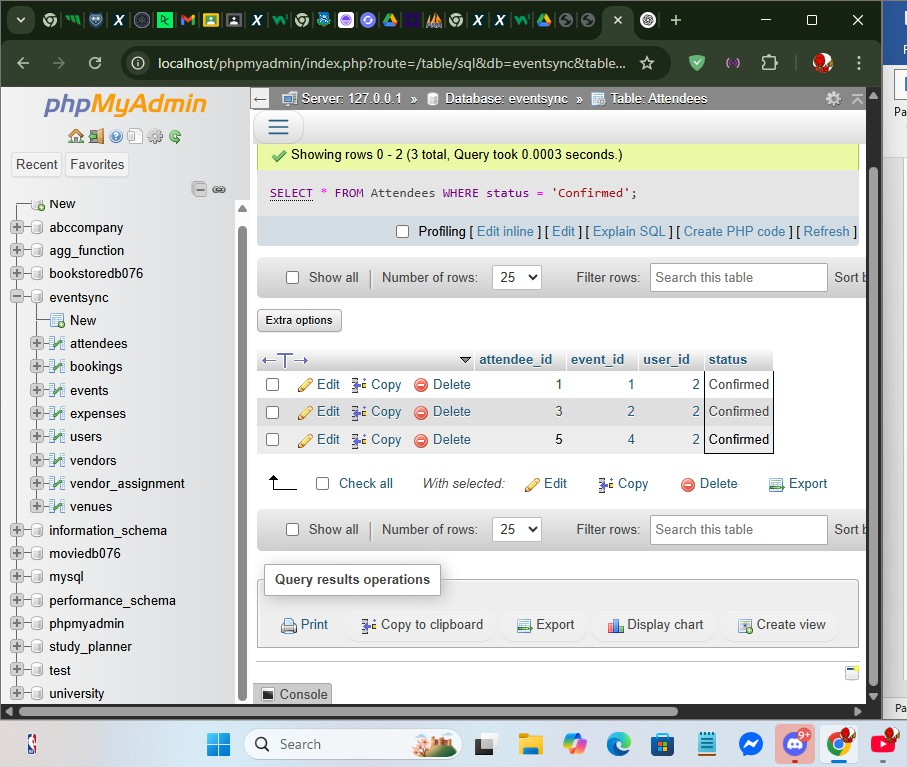 localhost/phpmyadmin/index.php?route=/table/sql&db=eventsync&table...
phpMyAdmin
Recent Favorites
New
abccompany
agg_function
bookstoredb076
eventsync
New
attendees
bookings
events
expenses
users
vendors
vendor_assignment
venues
information_schema
moviedb076
mysql
performance_schema
phpmyadmin
study_planner
test
university
Server: 127.0.0.1 » Database: eventsync » Table: Attendees
Showing rows 0 - 2 (3 total, Query took 0.0003 seconds.)
SELECT * FROM Attendees WHERE status = 'Confirmed';
Profiling [ Edit inline ] [ Edit ] [ Explain SQL ] [ Create PHP code ] [ Refresh ]
Show all Number of rows: 25 Filter rows: Search this table Sort b
Extra options
←T→ attendee_id event_id user_id status
Edit Copy Delete 1 1 2 Confirmed
Edit Copy Delete 3 2 2 Confirmed
Edit Copy Delete 5 4 2 Confirmed
Check all With selected: Edit Copy Delete Export
Show all Number of rows: 25 Filter rows: Search this table Sort b
Query results operations
Print Copy to clipboard Export Display chart Create view
Console
Pa
Pa
Search
9+